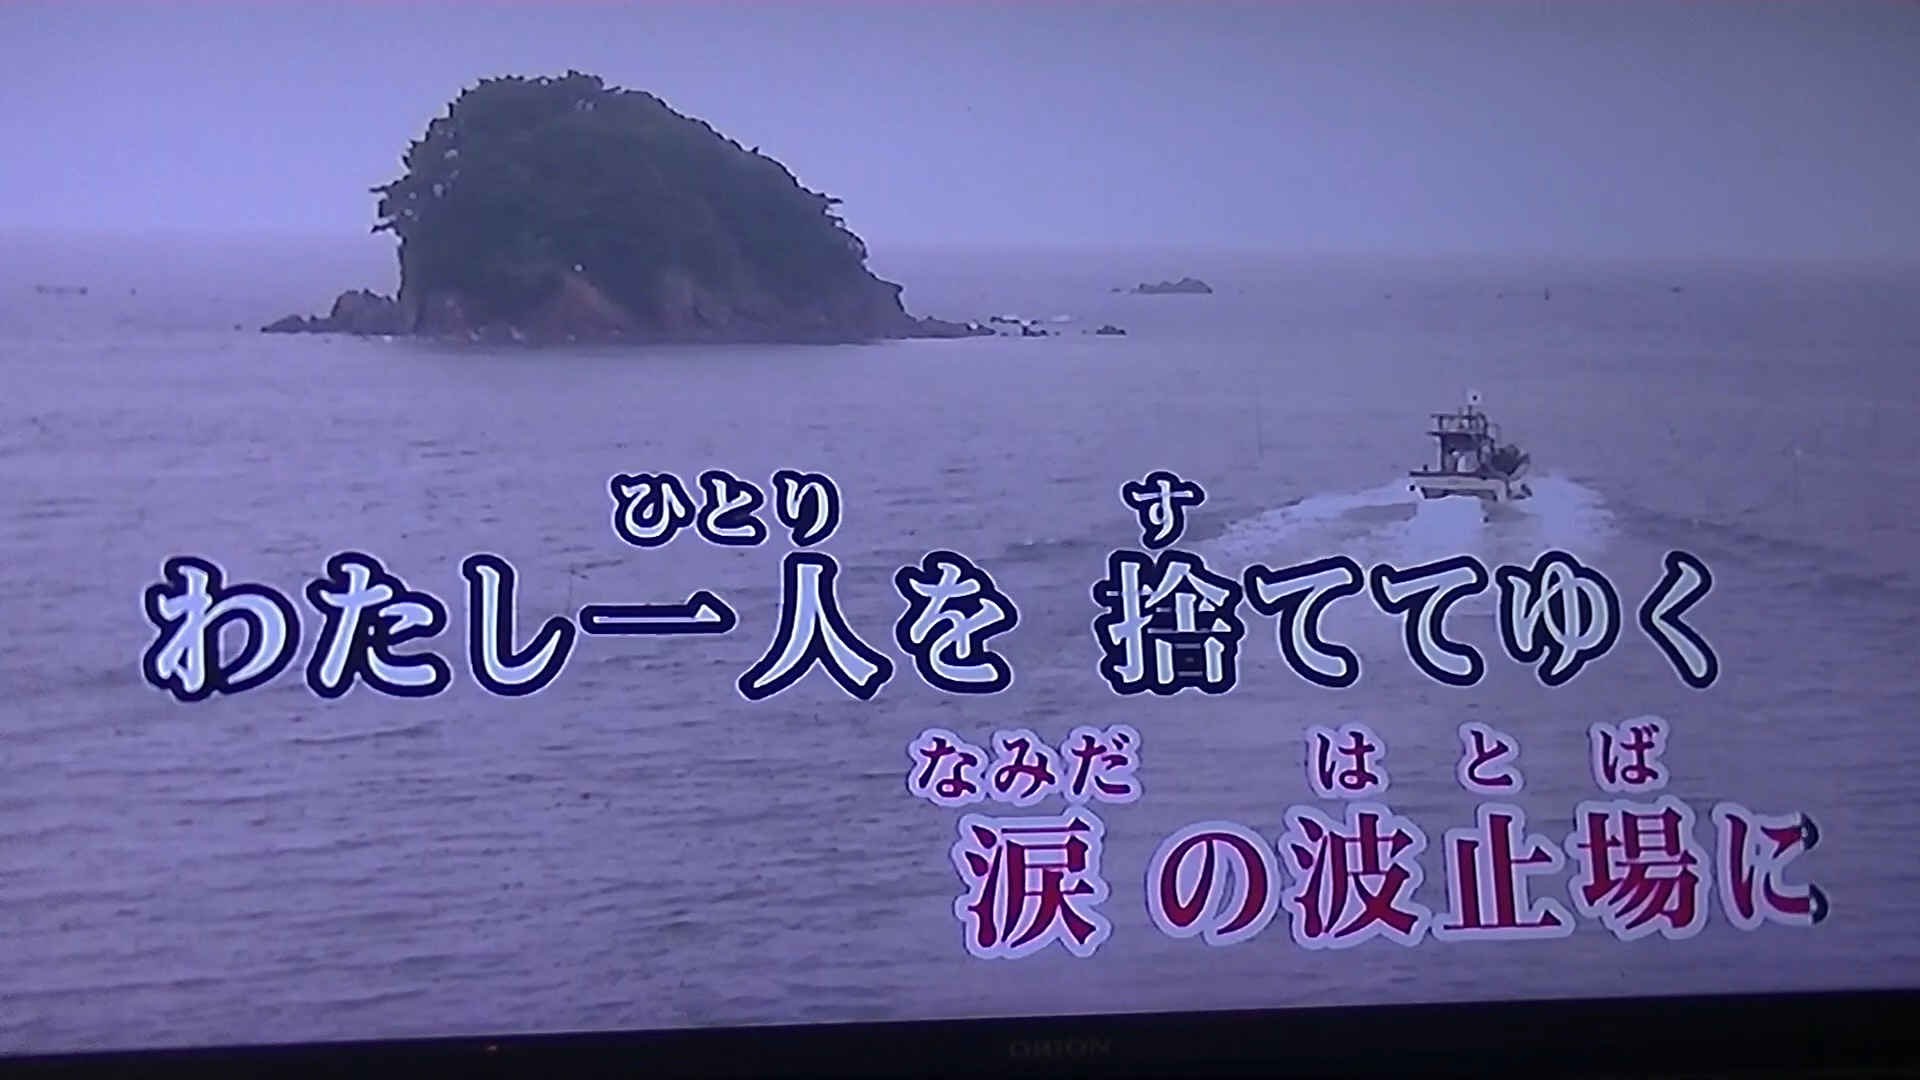 ひとり す
わたし一人を 捨ててゆく
なみだ はとば
涙の波止場に
ORION